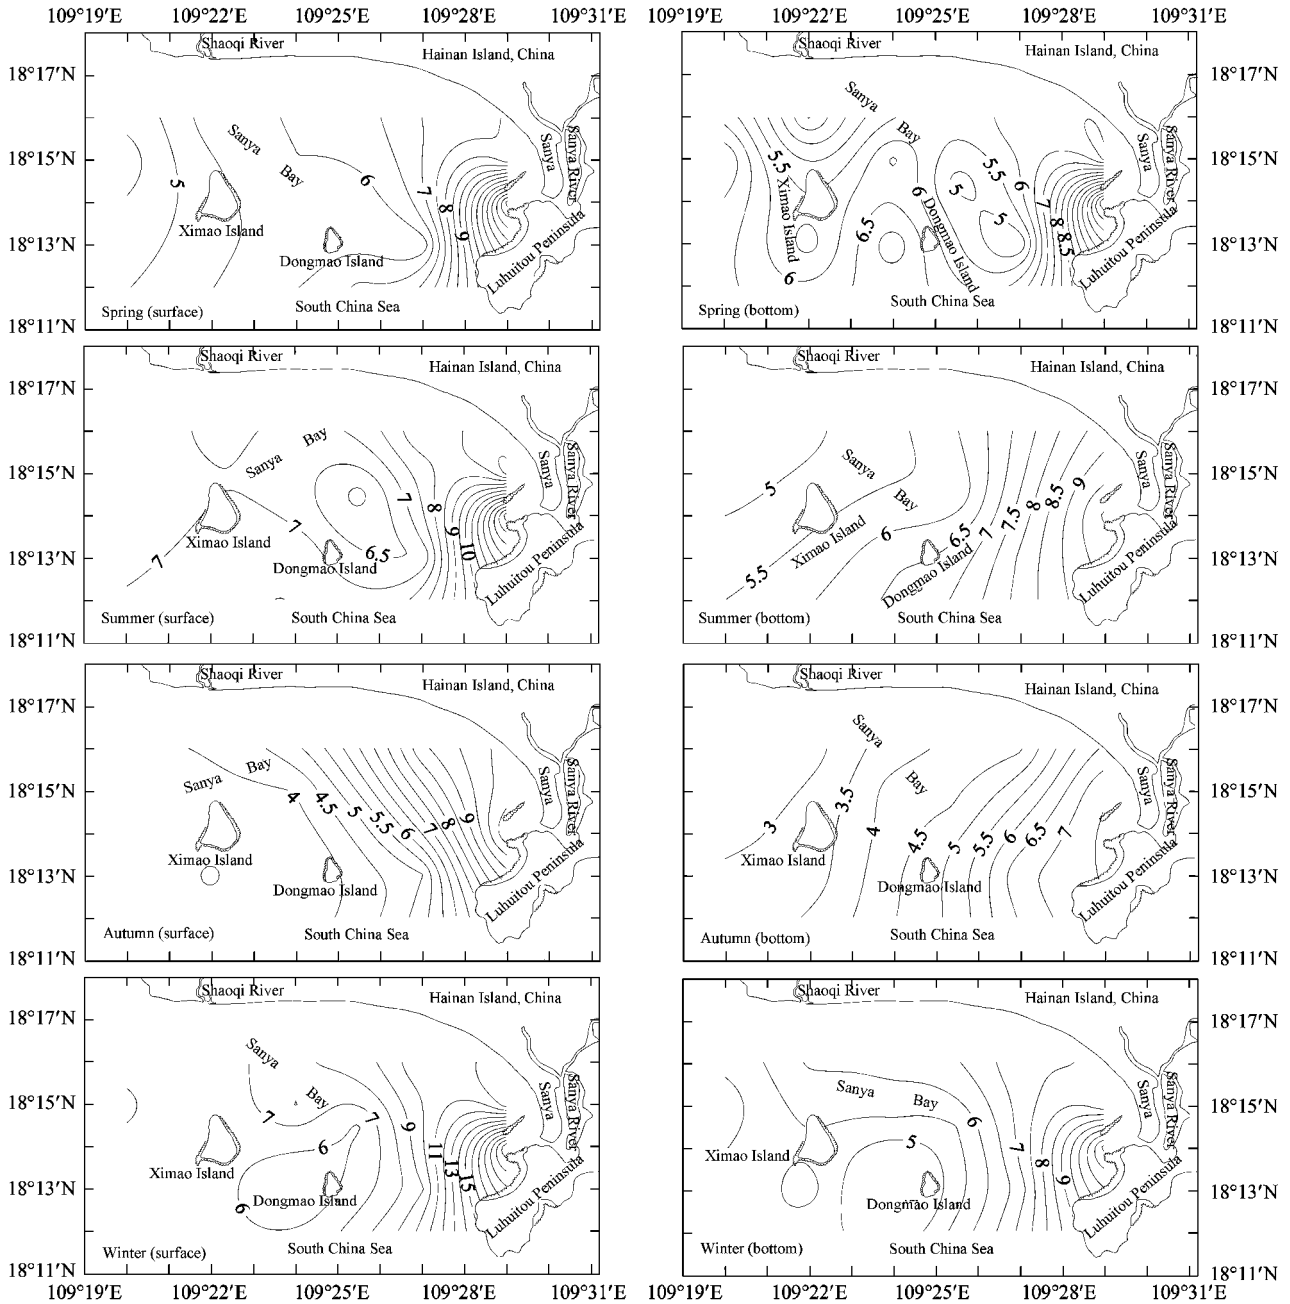 109°19′E 109°22′E 109°25′E 109°28′E 109°31′E 109°19′E 109°22′E 109°25′E 109°28′E 109°31′E
Shaoqi River
Hainan Island, China
18°17′N
18°15′N
18°13′N
18°11′N
Sanya
Bay
Sanya
Sanya River
5
6
7
8
9
Ximao Island
Dongmao Island
Luhuitou Peninsula
South China Sea
Spring (surface)
Shaoqi River
Hainan Island, China
18°17′N
18°15′N
18°13′N
18°11′N
Sanya
Bay
Sanya
Sanya River
5.5
5
5.5
6
6
7
5
8
6.5
8.5
6
Ximao Island
Dongmao Island
Luhuitou Peninsula
South China Sea
Spring (bottom)
Shaoqi River
Hainan Island, China
18°17′N
18°15′N
18°13′N
18°11′N
Bay
Sanya
Sanya
Sanya River
7
8
7
9
10
6.5
7
Ximao Island
Dongmao Island
Luhuitou Peninsula
South China Sea
Summer (surface)
Shaoqi River
Hainan Island, China
18°17′N
18°15′N
18°13′N
18°11′N
Sanya
Bay
Sanya
Sanya River
5
9
8.5
8
7.5
7
6.5
6
5.5
Ximao Island
Dongmao Island
Luhuitou Peninsula
South China Sea
Summer (bottom)
Shaoqi River
Hainan Island, China
18°17′N
18°15′N
18°13′N
18°11′N
Bay
Sanya
Sanya
Sanya River
4
4.5
5
5.5
6
7
8
9
Ximao Island
Dongmao Island
Luhuitou Peninsula
South China Sea
Autumn (surface)
Shaoqi River
Hainan Island, China
18°17′N
18°15′N
18°13′N
18°11′N
Sanya
Bay
Sanya
Sanya River
3
3.5
4
4.5
5
5.5
6
6.5
7
Ximao Island
Dongmao Island
Luhuitou Peninsula
South China Sea
Autumn (bottom)
Shaoqi River
Hainan Island, China
18°17′N
18°15′N
18°13′N
18°11′N
Sanya
Bay
Sanya
Sanya River
7
7
9
6
11
13
15
6
Ximao Island
Dongmao Island
Luhuitou Peninsula
South China Sea
Winter (surface)
Shaoqi River
Hainan Island, China
18°17′N
18°15′N
18°13′N
18°11′N
Sanya
Bay
Sanya
Sanya River
6
5
7
8
9
Ximao Island
Dongmao Island
Luhuitou Peninsula
South China Sea
Winter (bottom)
109°19′E 109°22′E 109°25′E 109°28′E 109°31′E 109°19′E 109°22′E 109°25′E 109°28′E 109°31′E